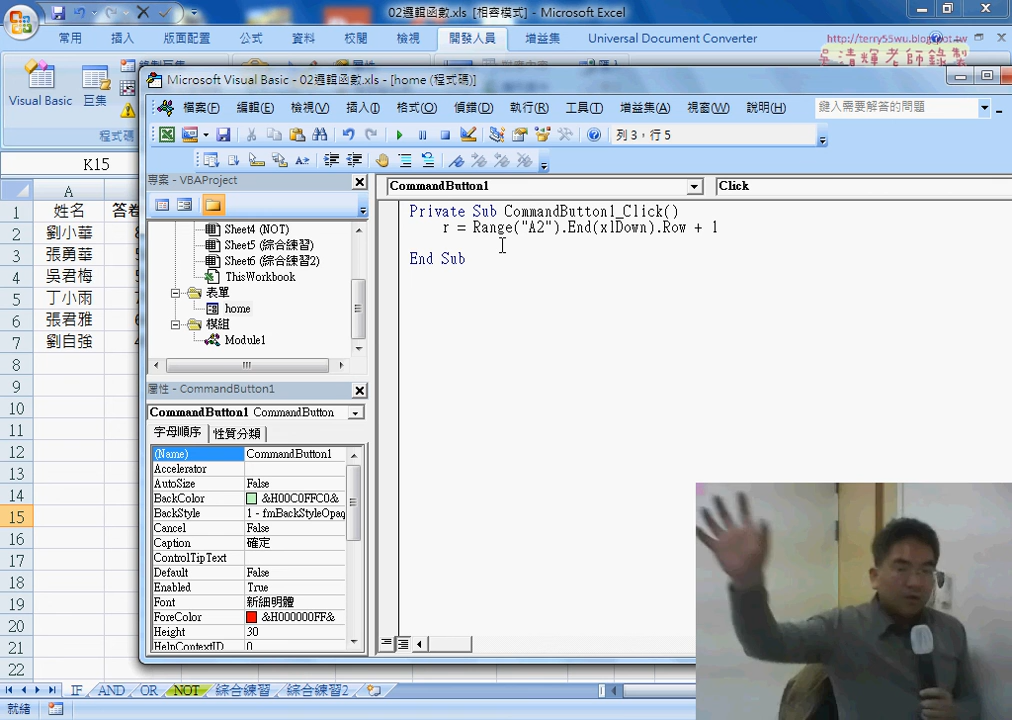 02邏輯函數.xls [相容模式] - Microsoft Excel
常用 插入 版面配置 公式 資料 校閱 檢視 開發人員 增益集 Universal Document Converter
http://terry55wu.blogspot.tw
吳清輝老師錄製
Visual Basic 巨集
程式碼
K15
Microsoft Visual Basic - 02邏輯函數.xls - [home (程式碼)]
檔案(F) 編輯(E) 檢視(V) 插入(I) 格式(O) 偵錯(D) 執行(R) 工具(T) 增益集(A) 視窗(W) 說明(H) 鍵入需要解答的問題
列 3，行 5
專案 - VBAProject
Sheet4 (NOT)
Sheet5 (綜合練習)
Sheet6 (綜合練習2)
ThisWorkbook
表單
home
模組
Module1
屬性 - CommandButton1
CommandButton1 CommandButton
字母順序 性質分類
(Name) CommandButton1
Accelerator
AutoSize False
BackColor &H00C0FFC0&
BackStyle 1 - fmBackStyleOpaq
Cancel False
Caption 確定
ControlTipText
Default False
Enabled True
Font 新細明體
ForeColor &H000000FF&
Height 30
HelpContextID 0
CommandButton1 Click
Private Sub CommandButton1_Click()
r = Range("A2").End(xlDown).Row + 1
End Sub
A
1 姓名 答卷
2 劉小華
3 張勇華
4 吳君梅
5 丁小雨
6 張君雅
7 劉自強
8
9
10
11
12
13
14
15
16
17
18
19
20
21
22
IF AND OR NOT 綜合練習 綜合練習2
就緒